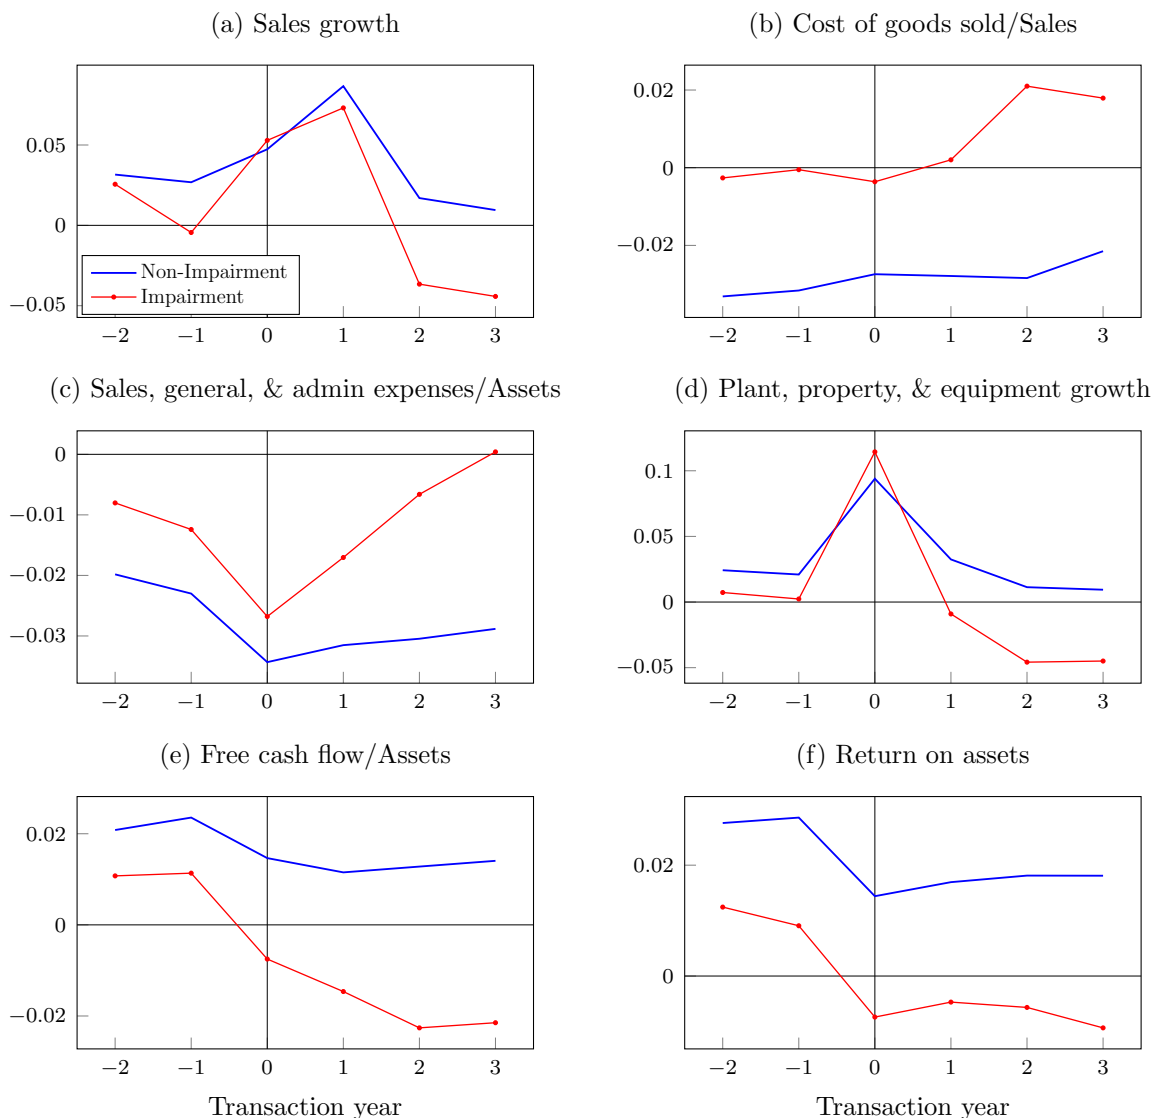 (a) Sales growth
0.05
0
−0.05
Non-Impairment
Impairment
−2 −1 0 1 2 3
(b) Cost of goods sold/Sales
0.02
0
−0.02
−2 −1 0 1 2 3
(c) Sales, general, & admin expenses/Assets
0
−0.01
−0.02
−0.03
−2 −1 0 1 2 3
(d) Plant, property, & equipment growth
0.1
0.05
0
−0.05
−2 −1 0 1 2 3
(e) Free cash flow/Assets
0.02
0
−0.02
−2 −1 0 1 2 3
Transaction year
(f) Return on assets
0.02
0
−2 −1 0 1 2 3
Transaction year